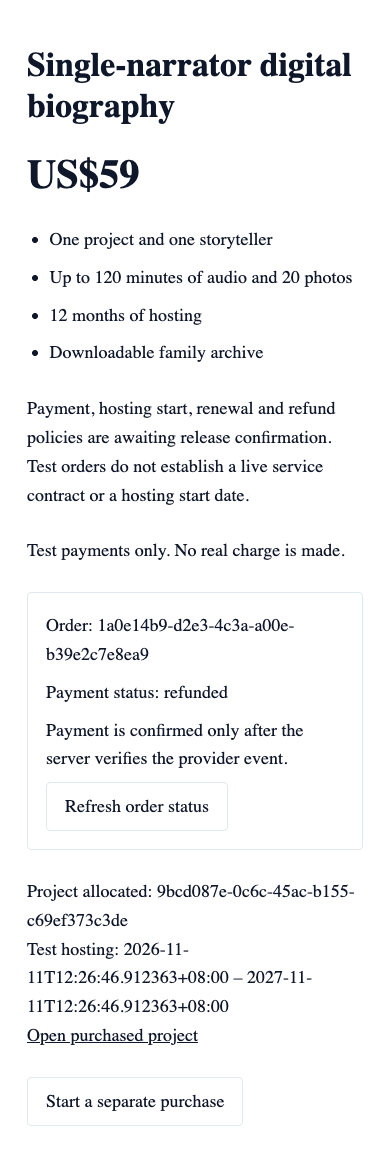 Single-narrator digital
biography
US$59
One project and one storyteller
Up to 120 minutes of audio and 20 photos
12 months of hosting
Downloadable family archive
Payment, hosting start, renewal and refund
policies are awaiting release confirmation.
Test orders do not establish a live service
contract or a hosting start date.
Test payments only. No real charge is made.
Order: 1a0e14b9-d2e3-4c3a-a00e-
b39e2c7e8ea9
Payment status: refunded
Payment is confirmed only after the
server verifies the provider event.
Refresh order status
Project allocated: 9bcd087e-0c6c-45ac-b155-
c69ef373c3de
Test hosting: 2026-11-
11T12:26:46.912363+08:00 – 2027-11-
11T12:26:46.912363+08:00
Open purchased project
Start a separate purchase